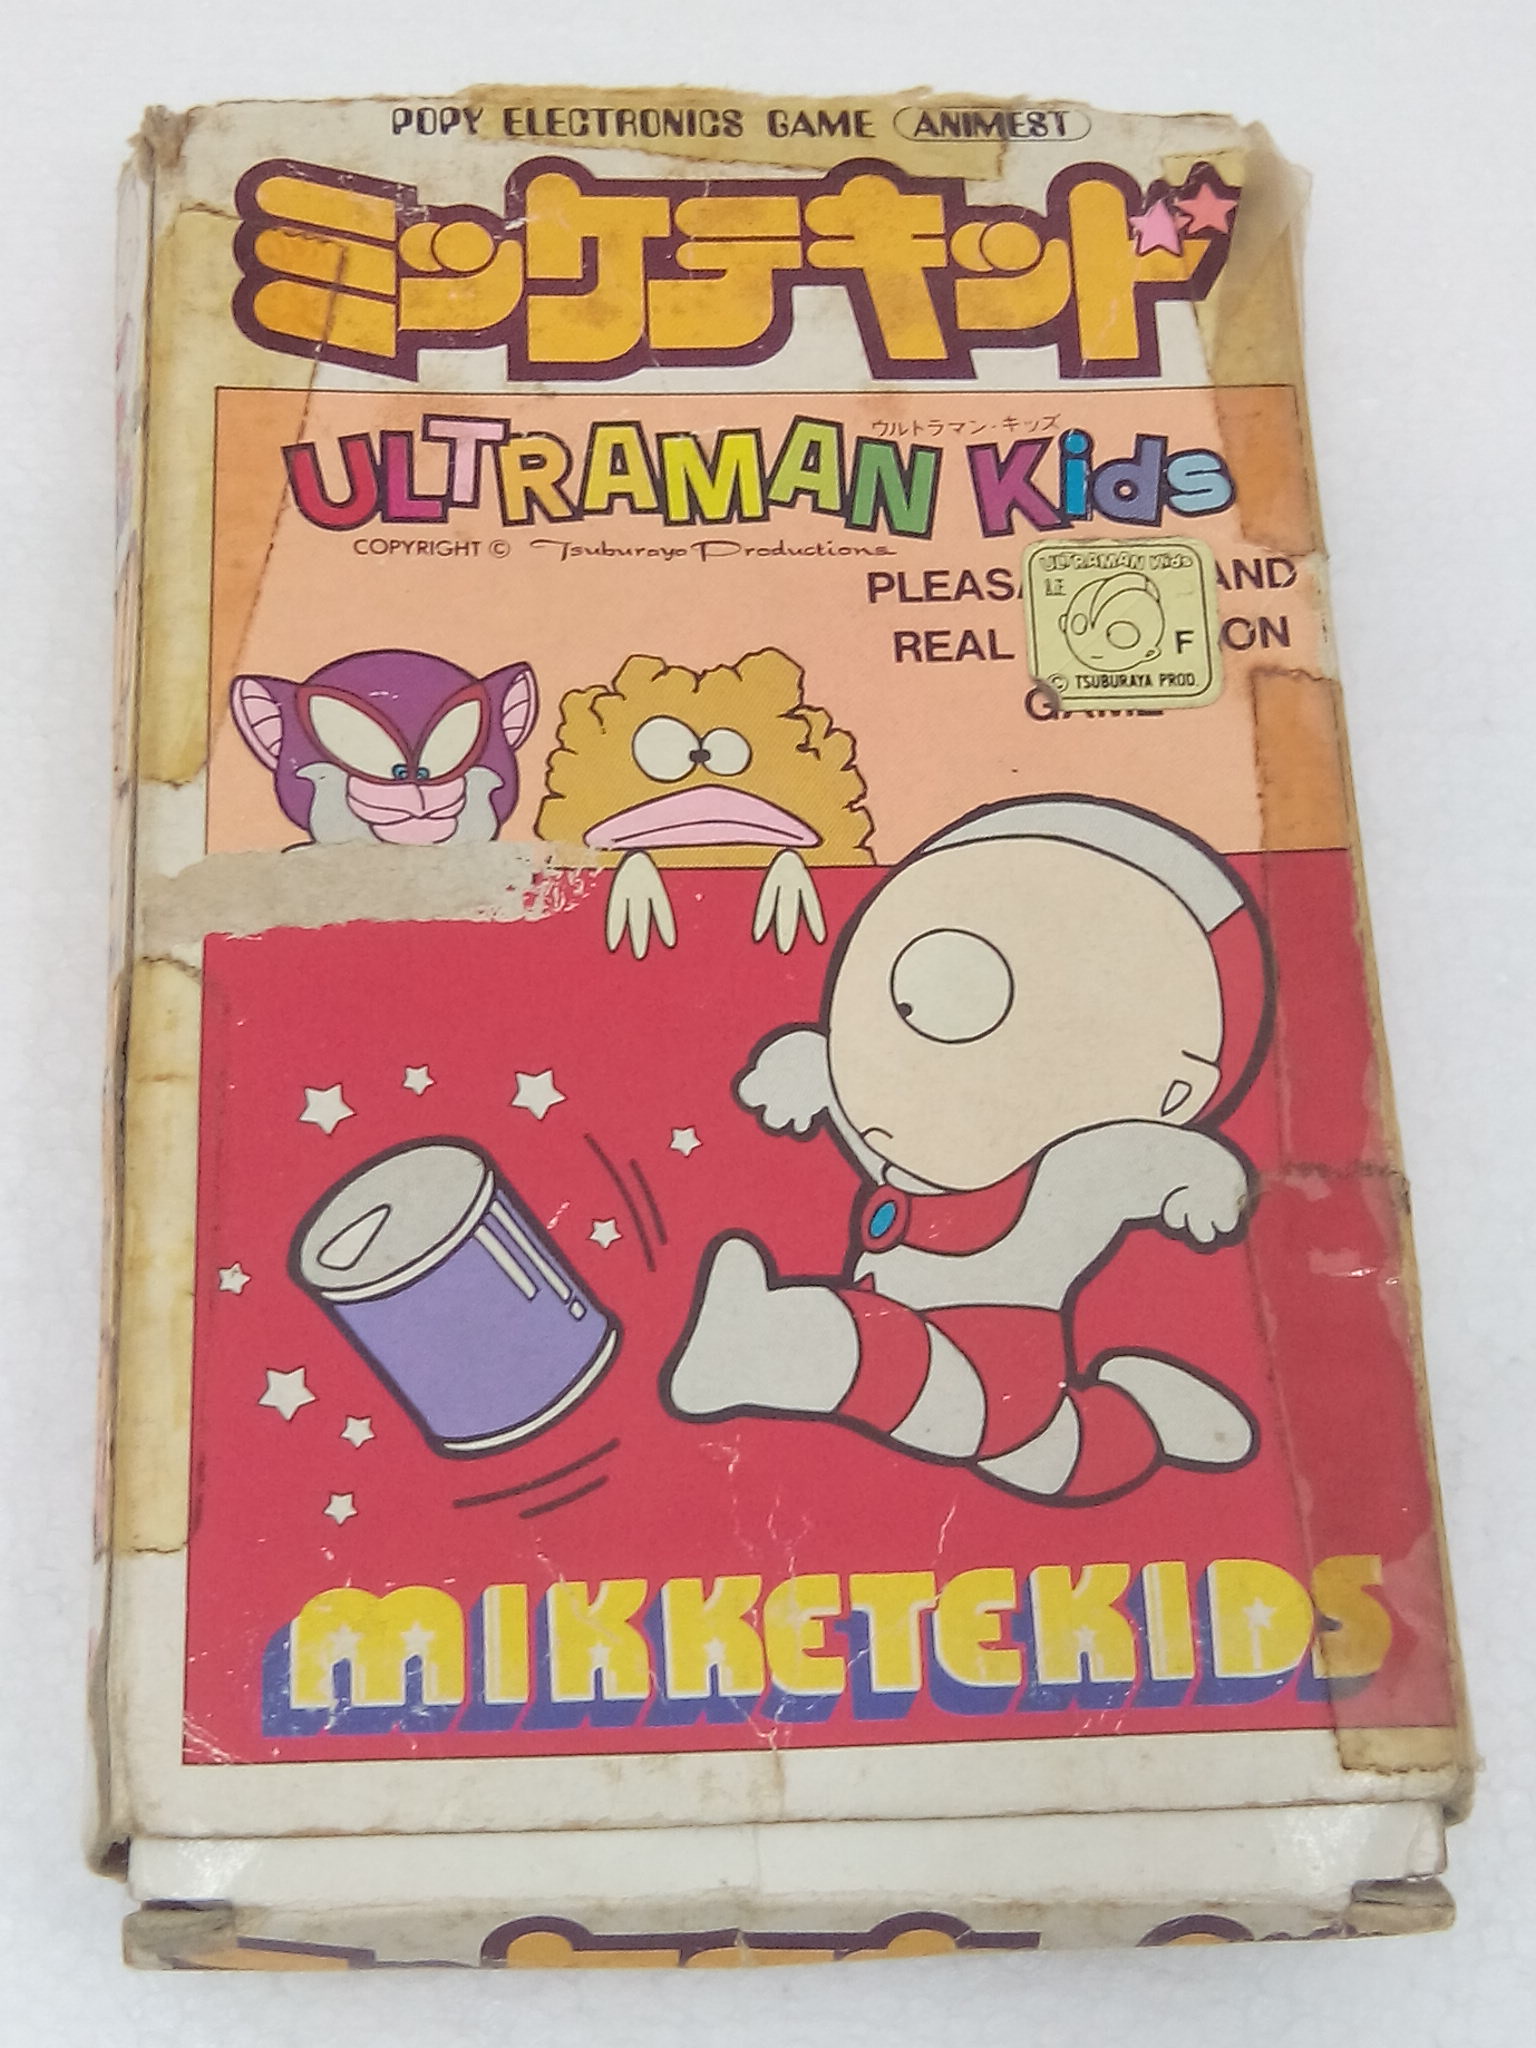 POPY ELECTRONICS GAME ANIMEST
ミッケテキッド
ウルトラマン・キッズ
ULTRAMAN Kids
COPYRIGHT © Tsuburaya Productions
PLEAS AND
REAL ON
GAME
ULTRAMAN Kids
F
© TSUBURAYA PROD.
MIKKETEKIDS